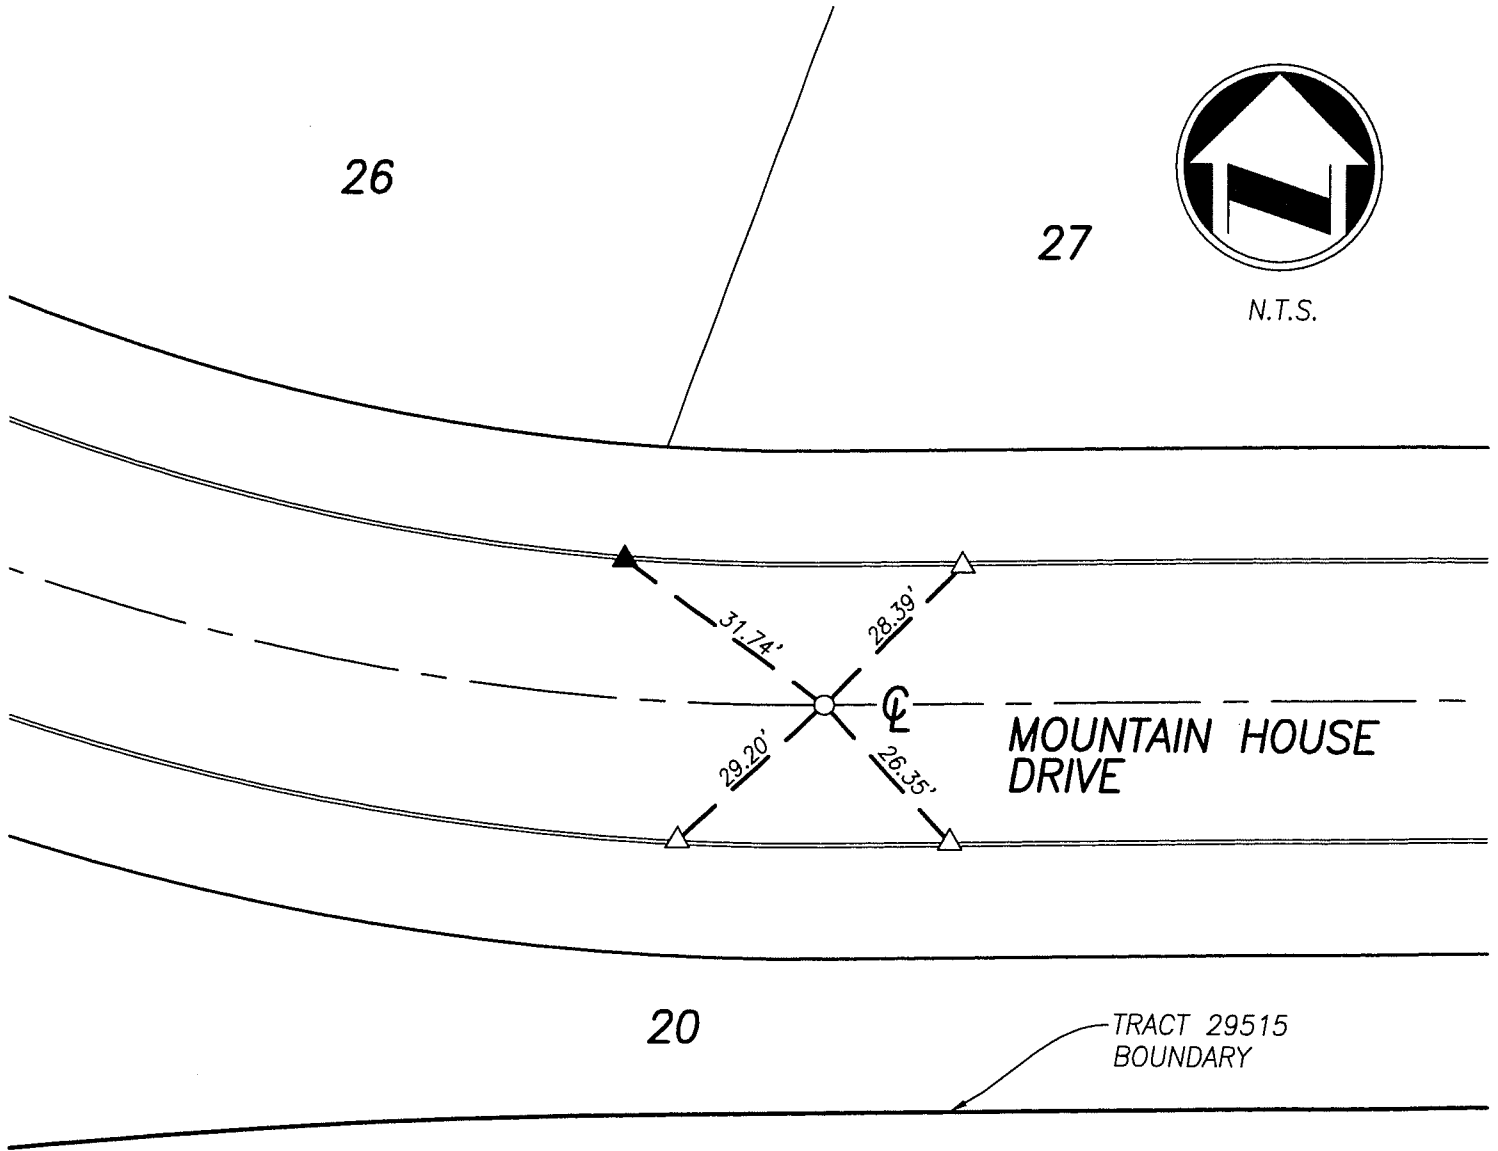 26
27
N
N.T.S.
31.74'
28.39'
℄
MOUNTAIN HOUSE
DRIVE
29.20'
26.35'
20
TRACT 29515
BOUNDARY